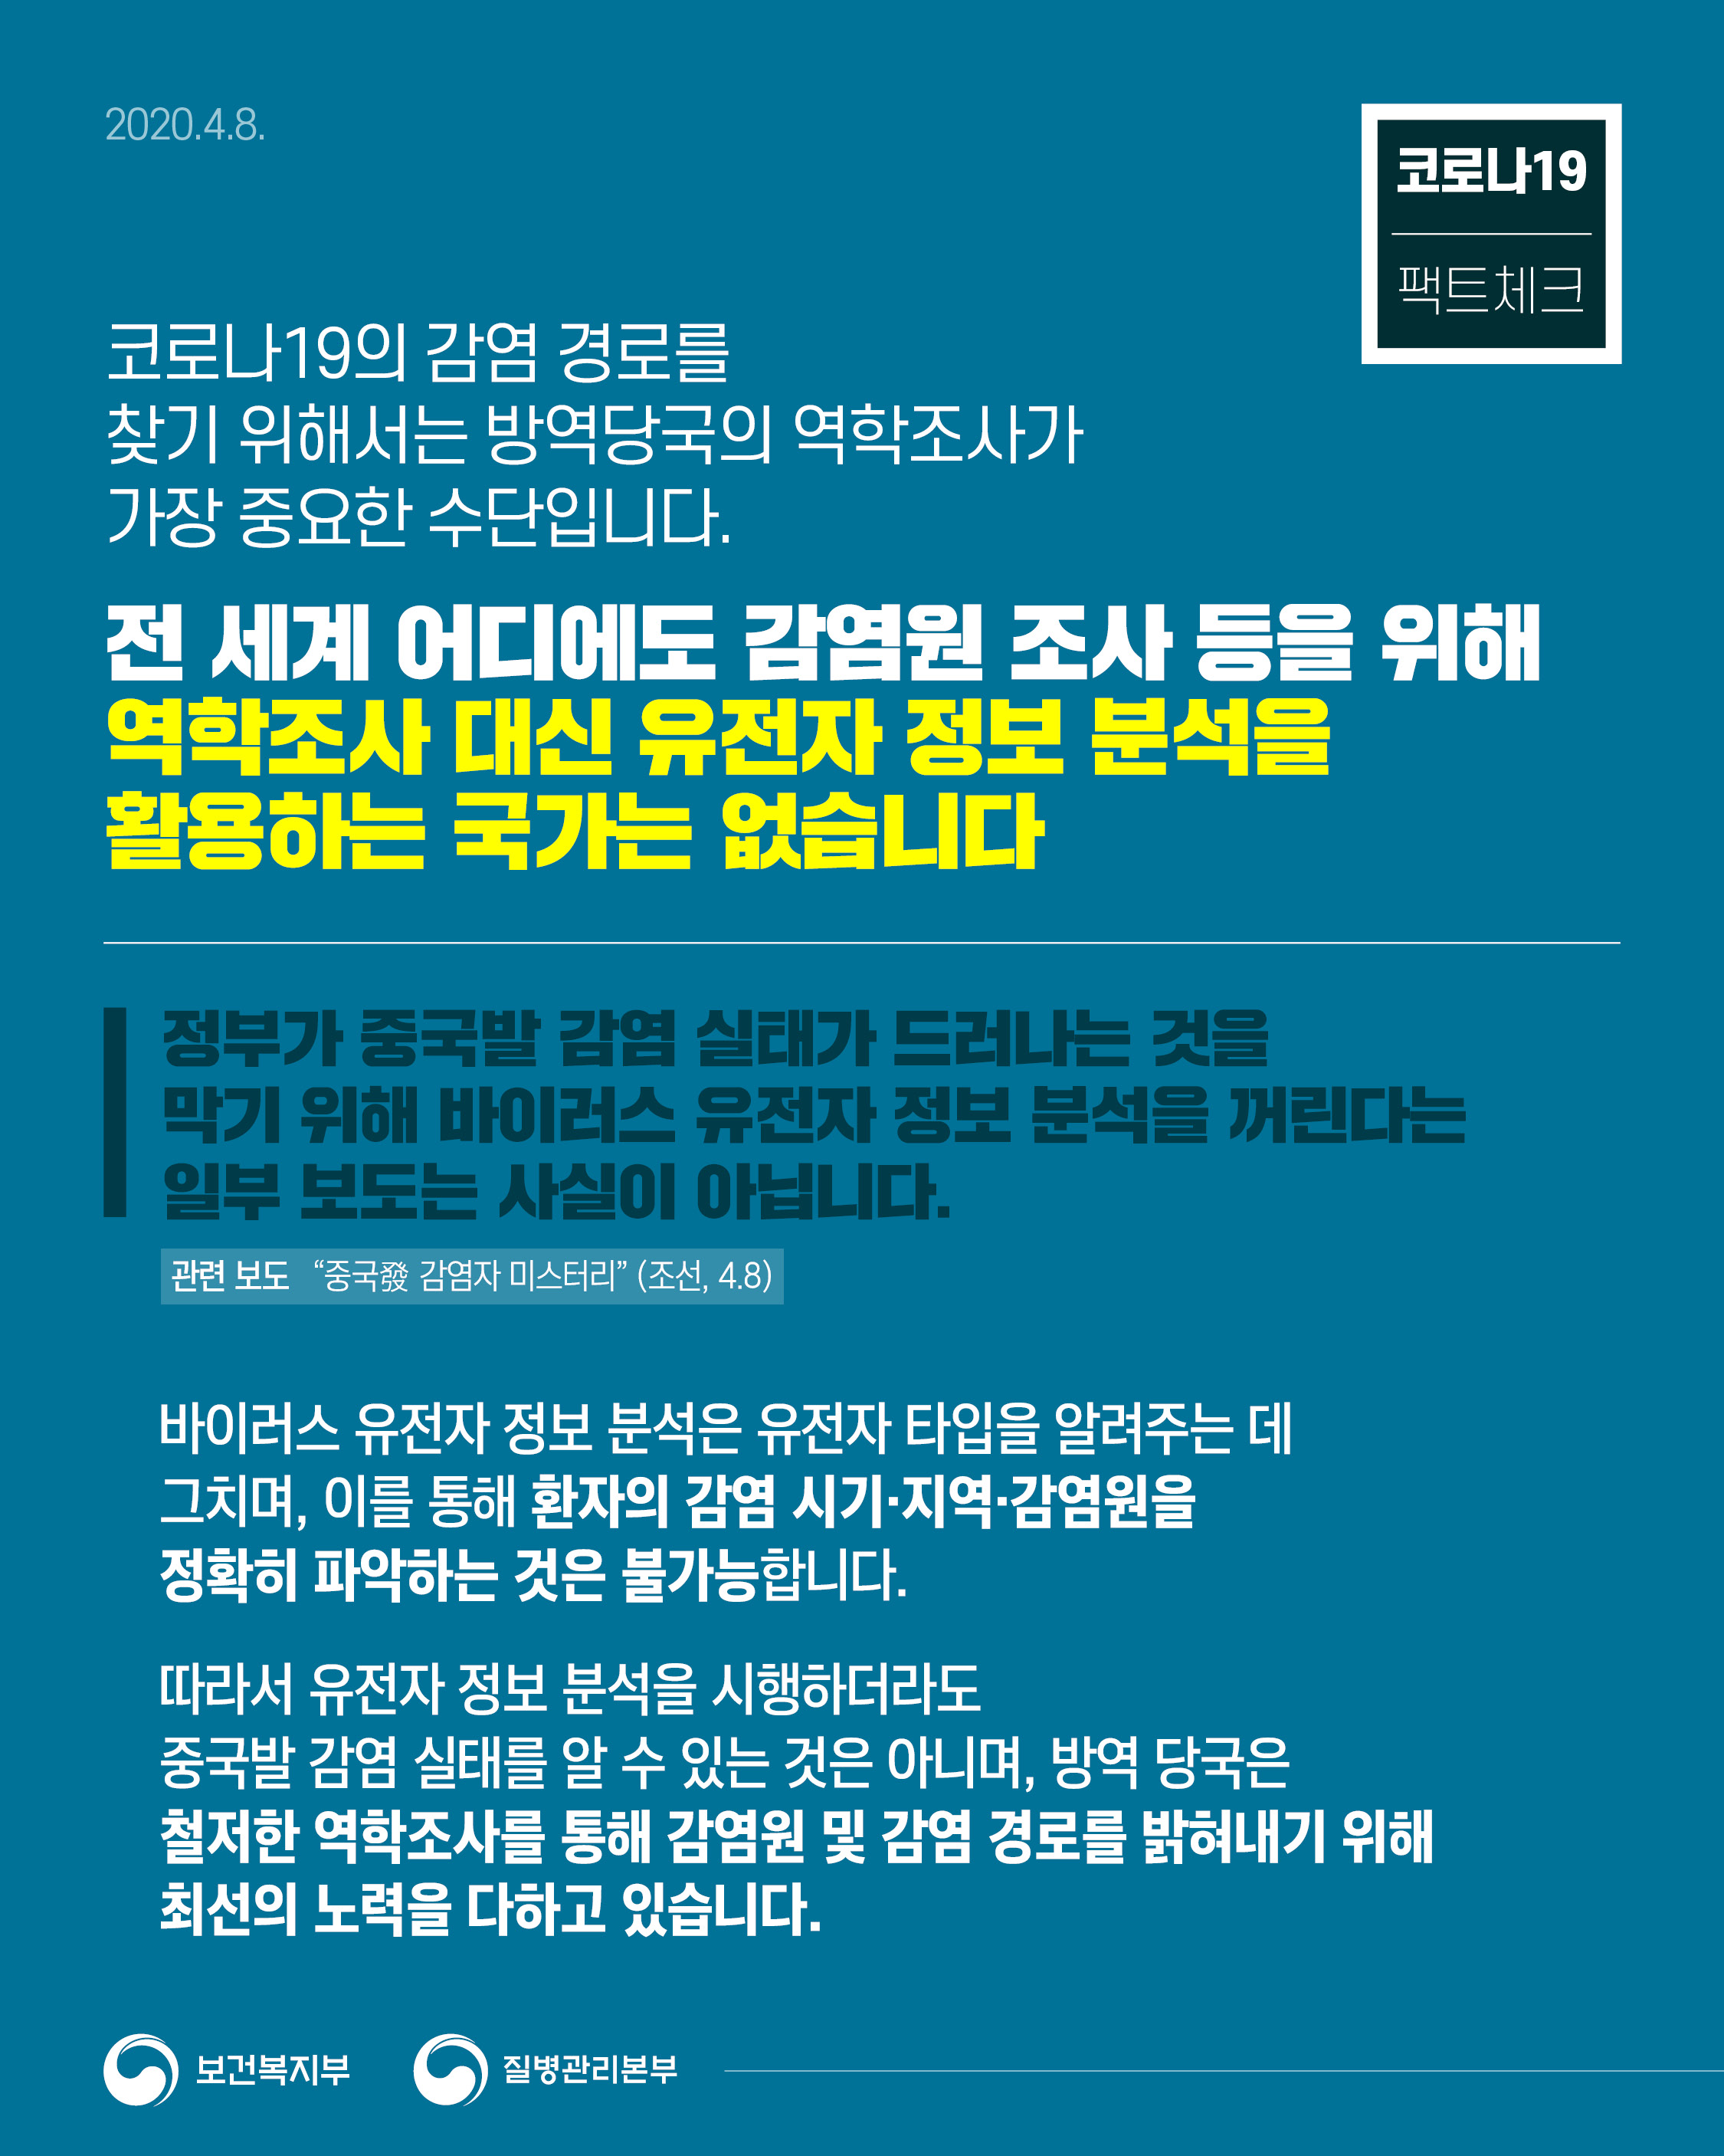 2020.4.8.
코로나19
팩트체크
코로나19의 감염 경로를
찾기 위해서는 방역당국의 역학조사가
가장 중요한 수단입니다.
전 세계 어디에도 감염원 조사 등을 위해
역학조사 대신 유전자 정보 분석을
활용하는 국가는 없습니다
정부가 중국발 감염 실태가 드러나는 것을
막기 위해 바이러스 유전자 정보 분석을 꺼린다는
일부 보도는 사실이 아닙니다.
관련 보도 “중국發 감염자 미스터리” (조선, 4.8)
바이러스 유전자 정보 분석은 유전자 타입을 알려주는 데
그치며, 이를 통해 환자의 감염 시기·지역·감염원을
정확히 파악하는 것은 불가능합니다.
따라서 유전자 정보 분석을 시행하더라도
중국발 감염 실태를 알 수 있는 것은 아니며, 방역 당국은
철저한 역학조사를 통해 감염원 및 감염 경로를 밝혀내기 위해
최선의 노력을 다하고 있습니다.
보건복지부 질병관리본부